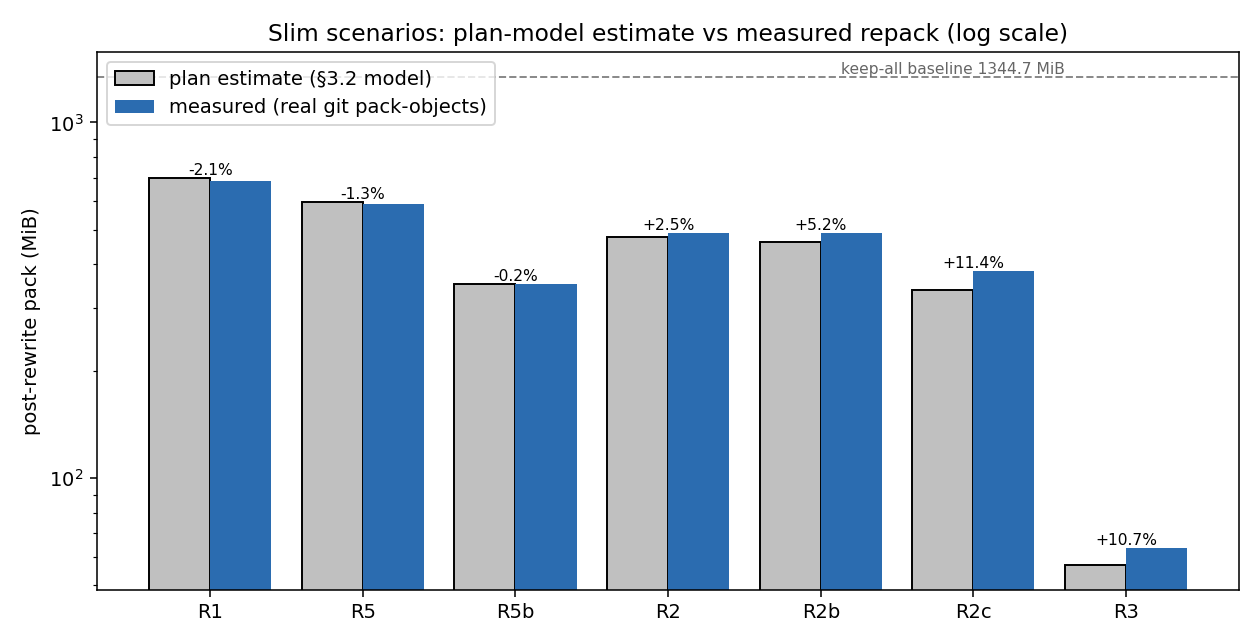 Slim scenarios: plan-model estimate vs measured repack (log scale)
keep-all baseline 1344.7 MiB
plan estimate (§3.2 model)
measured (real git pack-objects)
post-rewrite pack (MiB)
10³
10²
-2.1%
-1.3%
-0.2%
+2.5%
+5.2%
+11.4%
+10.7%
R1
R5
R5b
R2
R2b
R2c
R3